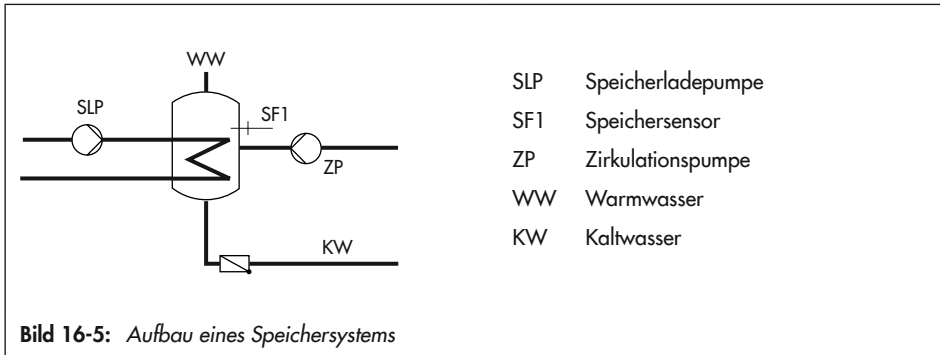 WW
SLP
SF1
ZP
KW
SLP Speicherladepumpe
SF1 Speichersensor
ZP Zirkulationspumpe
WW Warmwasser
KW Kaltwasser
Bild 16-5: Aufbau eines Speichersystems